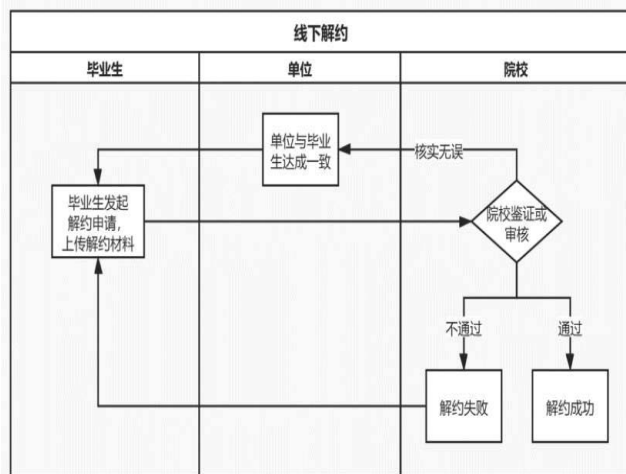 线下解约
毕业生
单位
院校
单位与毕业
生达成一致
核实无误
毕业生发起
解约申请，
上传解约材料
院校鉴证或
审核
不通过
通过
解约失败
解约成功